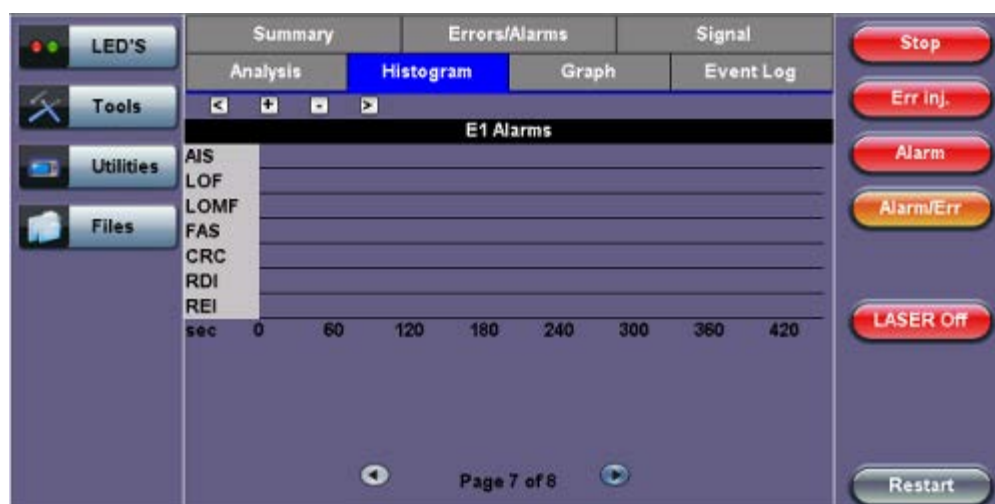 LED'S
Tools
Utilities
Files
Summary Errors/Alarms Signal
Analysis Histogram Graph Event Log
< + - >
E1 Alarms
AIS
LOF
LOMF
FAS
CRC
RDI
REI
sec 0 60 120 180 240 300 360 420
Page 7 of 8
Stop
Err inj.
Alarm
Alarm/Err
LASER Off
Restart